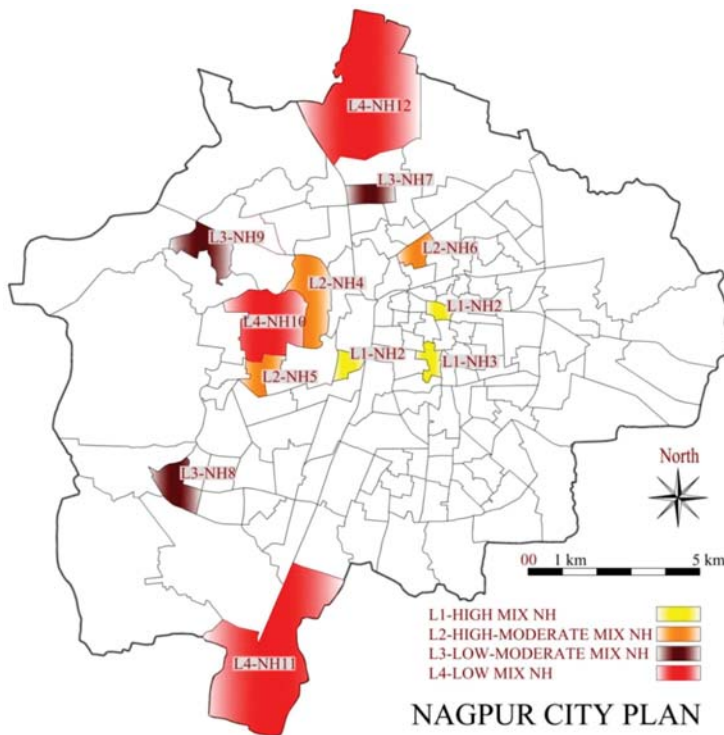 L4-NH12
L3-NH7
L3-NH9
L2-NH6
L2-NH4
L1-NH2
L4-NH10
L1-NH2
L1-NH3
L2-NH5
L3-NH8
North
00 1 km 5 km
L1-HIGH MIX NH
L2-HIGH-MODERATE MIX NH
L3-LOW-MODERATE MIX NH
L4-LOW MIX NH
L4-NH11
NAGPUR CITY PLAN